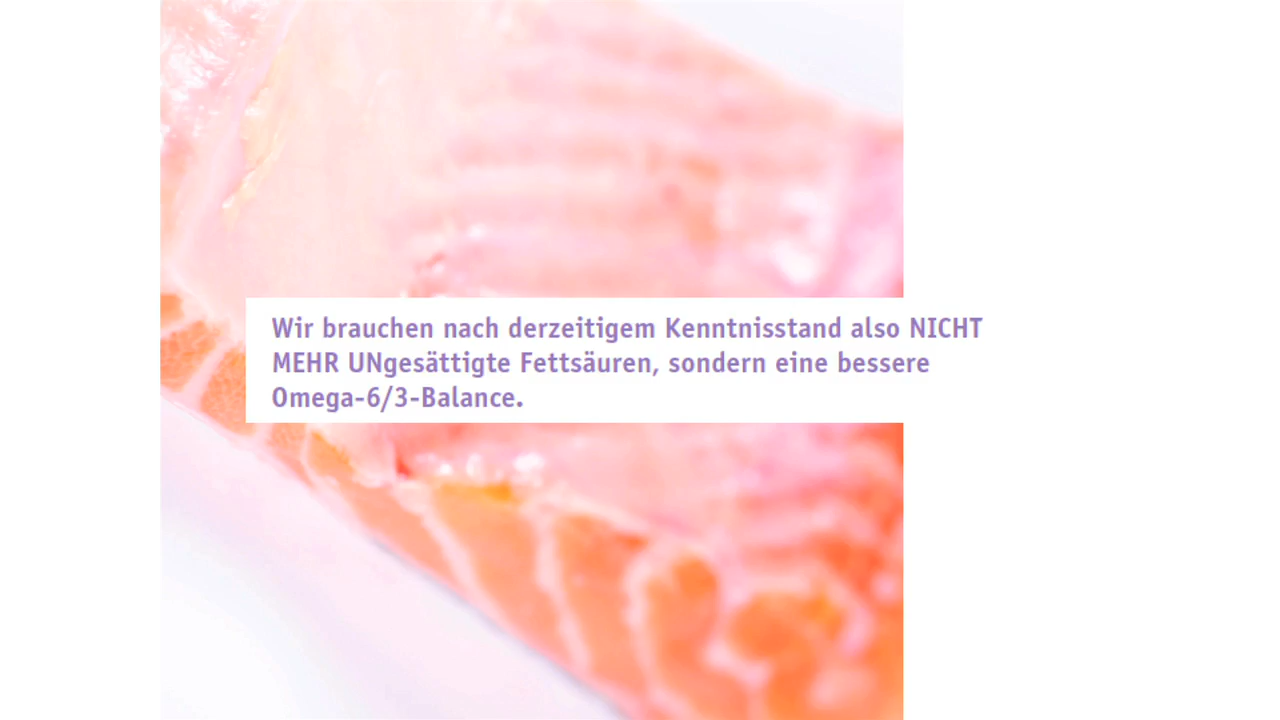 Wir brauchen nach derzeitigem Kenntnisstand also NICHT
MEHR UNgesättigte Fettsäuren, sondern eine bessere
Omega-6/3-Balance.